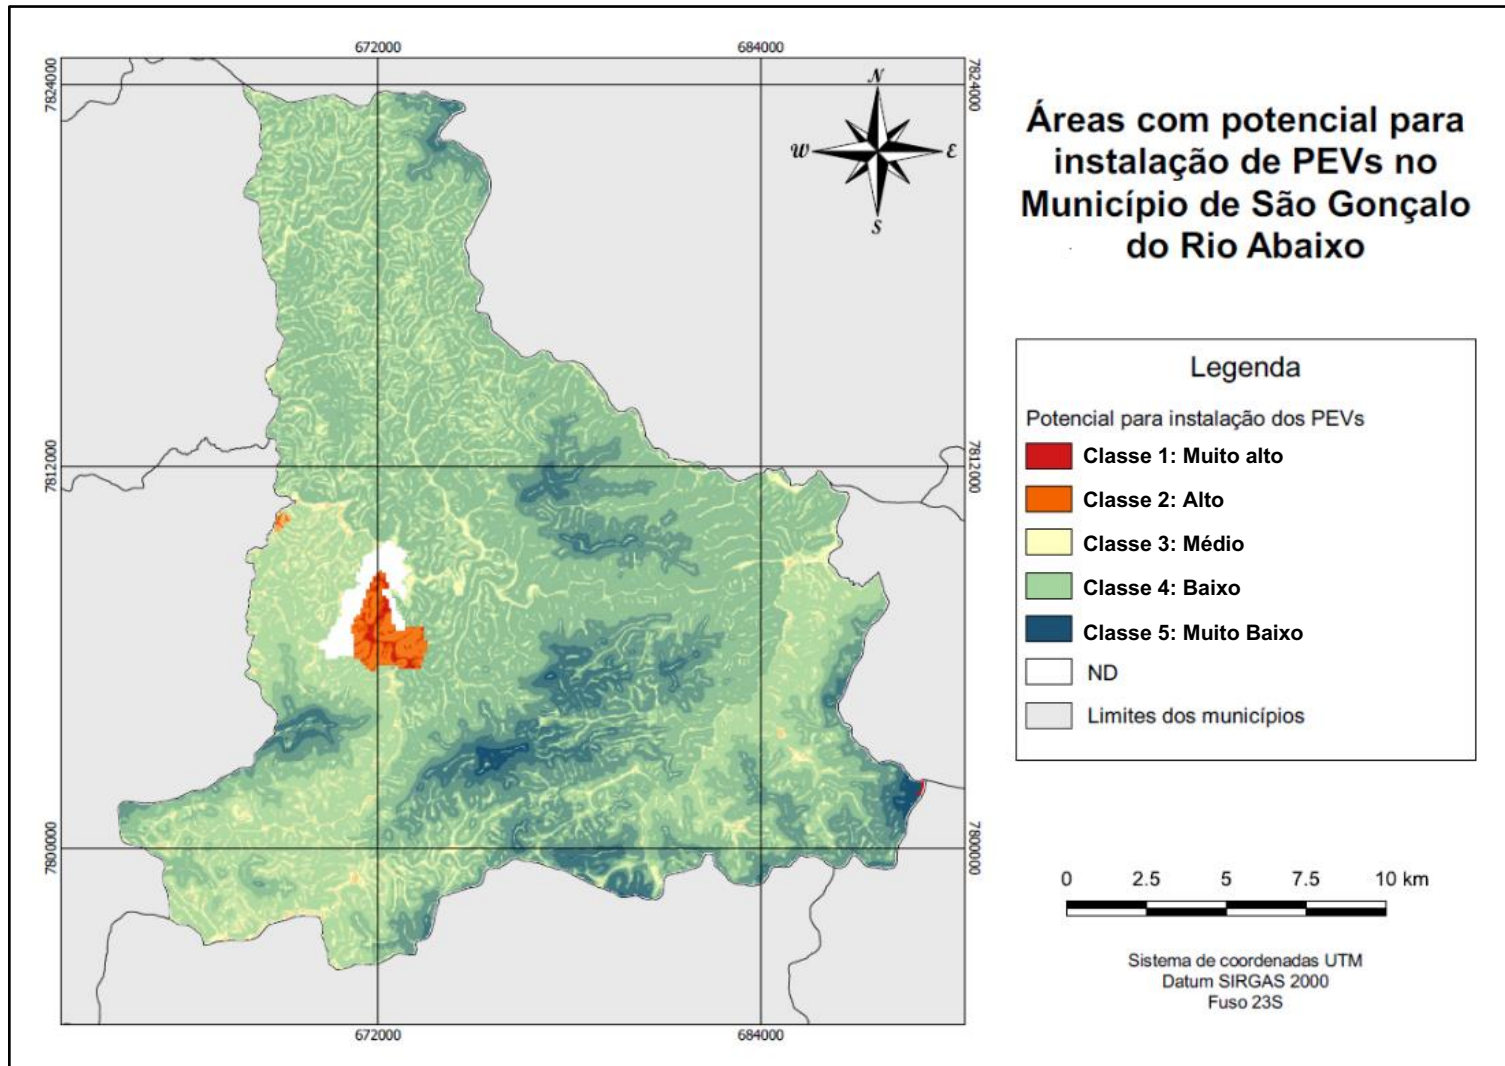 672000
684000
7824000
7824000
N
W
E
S
Áreas com potencial para
instalação de PEVs no
Município de São Gonçalo
do Rio Abaixo
Legenda
Potencial para instalação dos PEVs
Classe 1: Muito alto
Classe 2: Alto
Classe 3: Médio
Classe 4: Baixo
Classe 5: Muito Baixo
ND
Limites dos municípios
7812000
7812000
7800000
7800000
0 2.5 5 7.5 10 km
Sistema de coordenadas UTM
Datum SIRGAS 2000
Fuso 23S
672000
684000